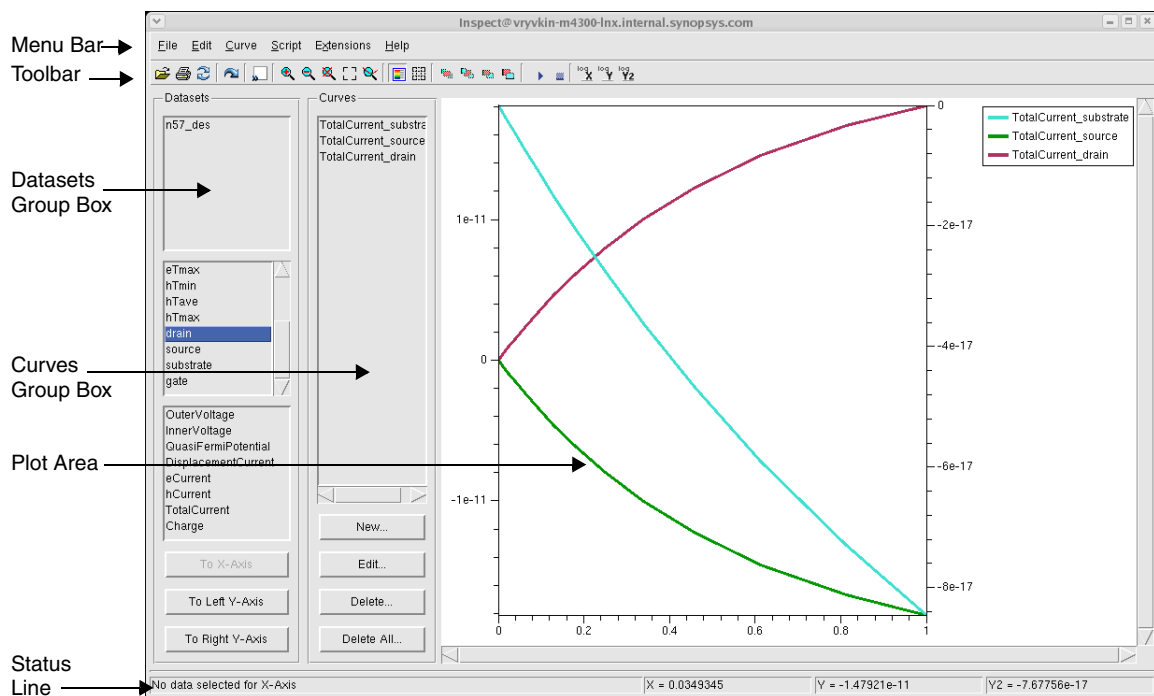 Inspect@vryvkin-m4300-lnx.internal.synopsys.com
Menu Bar
File Edit Curve Script Extensions Help
Toolbar
log X log Y log Y2
Datasets
n57_des
Datasets
Group Box
eTmax
hTmin
hTave
hTmax
drain
source
substrate
gate
Curves
Group Box
OuterVoltage
InnerVoltage
QuasiFermiPotential
DisplacementCurrent
eCurrent
hCurrent
TotalCurrent
Charge
Plot Area
To X-Axis
To Left Y-Axis
To Right Y-Axis
Curves
TotalCurrent_substra
TotalCurrent_source
TotalCurrent_drain
New...
Edit...
Delete...
Delete All...
1e-11
0
-1e-11
0 0.2 0.4 0.6 0.8 1
0
-2e-17
-4e-17
-6e-17
-8e-17
TotalCurrent_substrate
TotalCurrent_source
TotalCurrent_drain
Status
Line
No data selected for X-Axis
X = 0.0349345
Y = -1.47921e-11
Y2 = -7.67756e-17